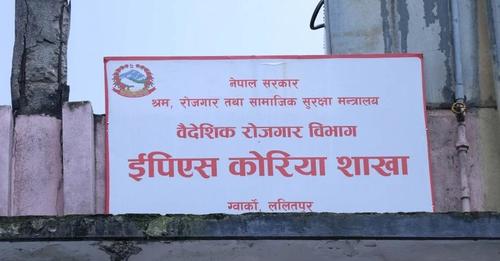 नेपाल सरकार
श्रम, रोजगार तथा सामाजिक सुरक्षा मन्त्रालय
वैदेशिक रोजगार विभाग
ईपिएस कोरिया शाखा
ग्वार्को, ललितपुर